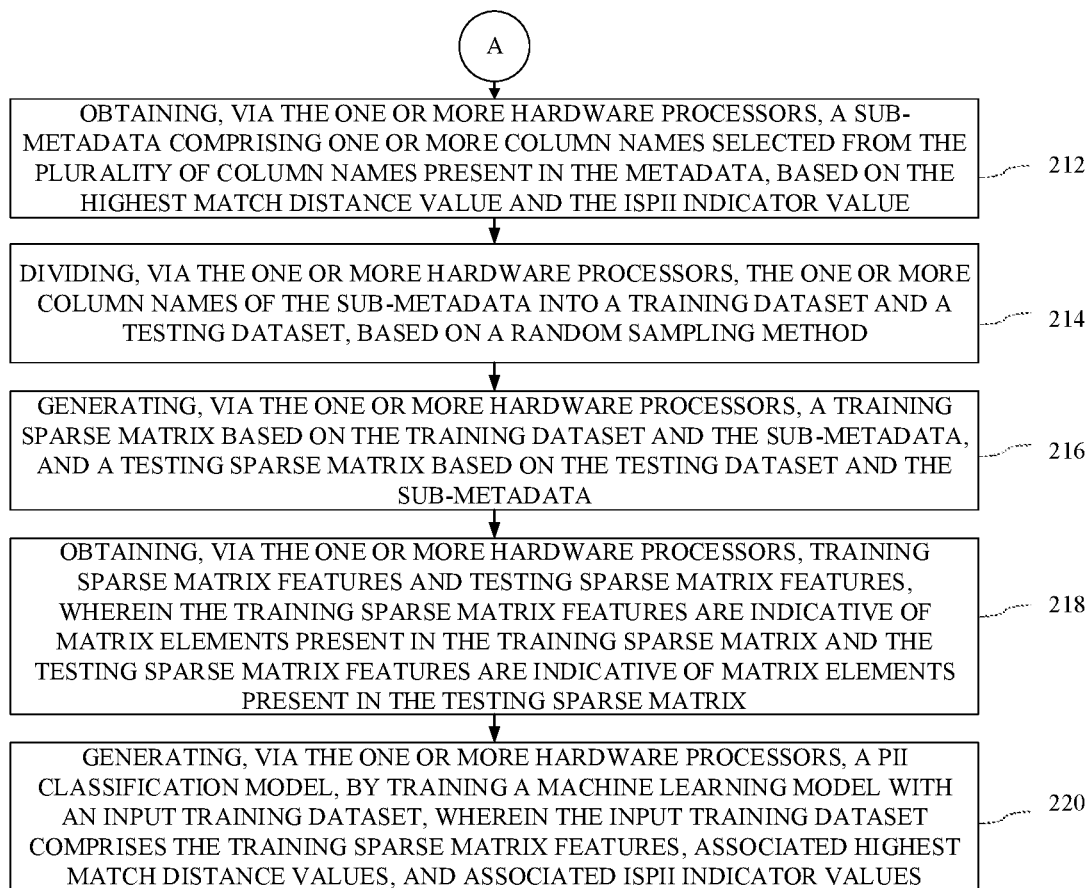 A
OBTAINING, VIA THE ONE OR MORE HARDWARE PROCESSORS, A SUB-
METADATA COMPRISING ONE OR MORE COLUMN NAMES SELECTED FROM THE
PLURALITY OF COLUMN NAMES PRESENT IN THE METADATA, BASED ON THE
HIGHEST MATCH DISTANCE VALUE AND THE ISPII INDICATOR VALUE
212
DIVIDING, VIA THE ONE OR MORE HARDWARE PROCESSORS, THE ONE OR MORE
COLUMN NAMES OF THE SUB-METADATA INTO A TRAINING DATASET AND A
TESTING DATASET, BASED ON A RANDOM SAMPLING METHOD
214
GENERATING, VIA THE ONE OR MORE HARDWARE PROCESSORS, A TRAINING
SPARSE MATRIX BASED ON THE TRAINING DATASET AND THE SUB-METADATA,
AND A TESTING SPARSE MATRIX BASED ON THE TESTING DATASET AND THE
SUB-METADATA
216
OBTAINING, VIA THE ONE OR MORE HARDWARE PROCESSORS, TRAINING
SPARSE MATRIX FEATURES AND TESTING SPARSE MATRIX FEATURES,
WHEREIN THE TRAINING SPARSE MATRIX FEATURES ARE INDICATIVE OF
MATRIX ELEMENTS PRESENT IN THE TRAINING SPARSE MATRIX AND THE
TESTING SPARSE MATRIX FEATURES ARE INDICATIVE OF MATRIX ELEMENTS
PRESENT IN THE TESTING SPARSE MATRIX
218
GENERATING, VIA THE ONE OR MORE HARDWARE PROCESSORS, A PII
CLASSIFICATION MODEL, BY TRAINING A MACHINE LEARNING MODEL WITH
AN INPUT TRAINING DATASET, WHEREIN THE INPUT TRAINING DATASET
COMPRISES THE TRAINING SPARSE MATRIX FEATURES, ASSOCIATED HIGHEST
MATCH DISTANCE VALUES, AND ASSOCIATED ISPII INDICATOR VALUES
220